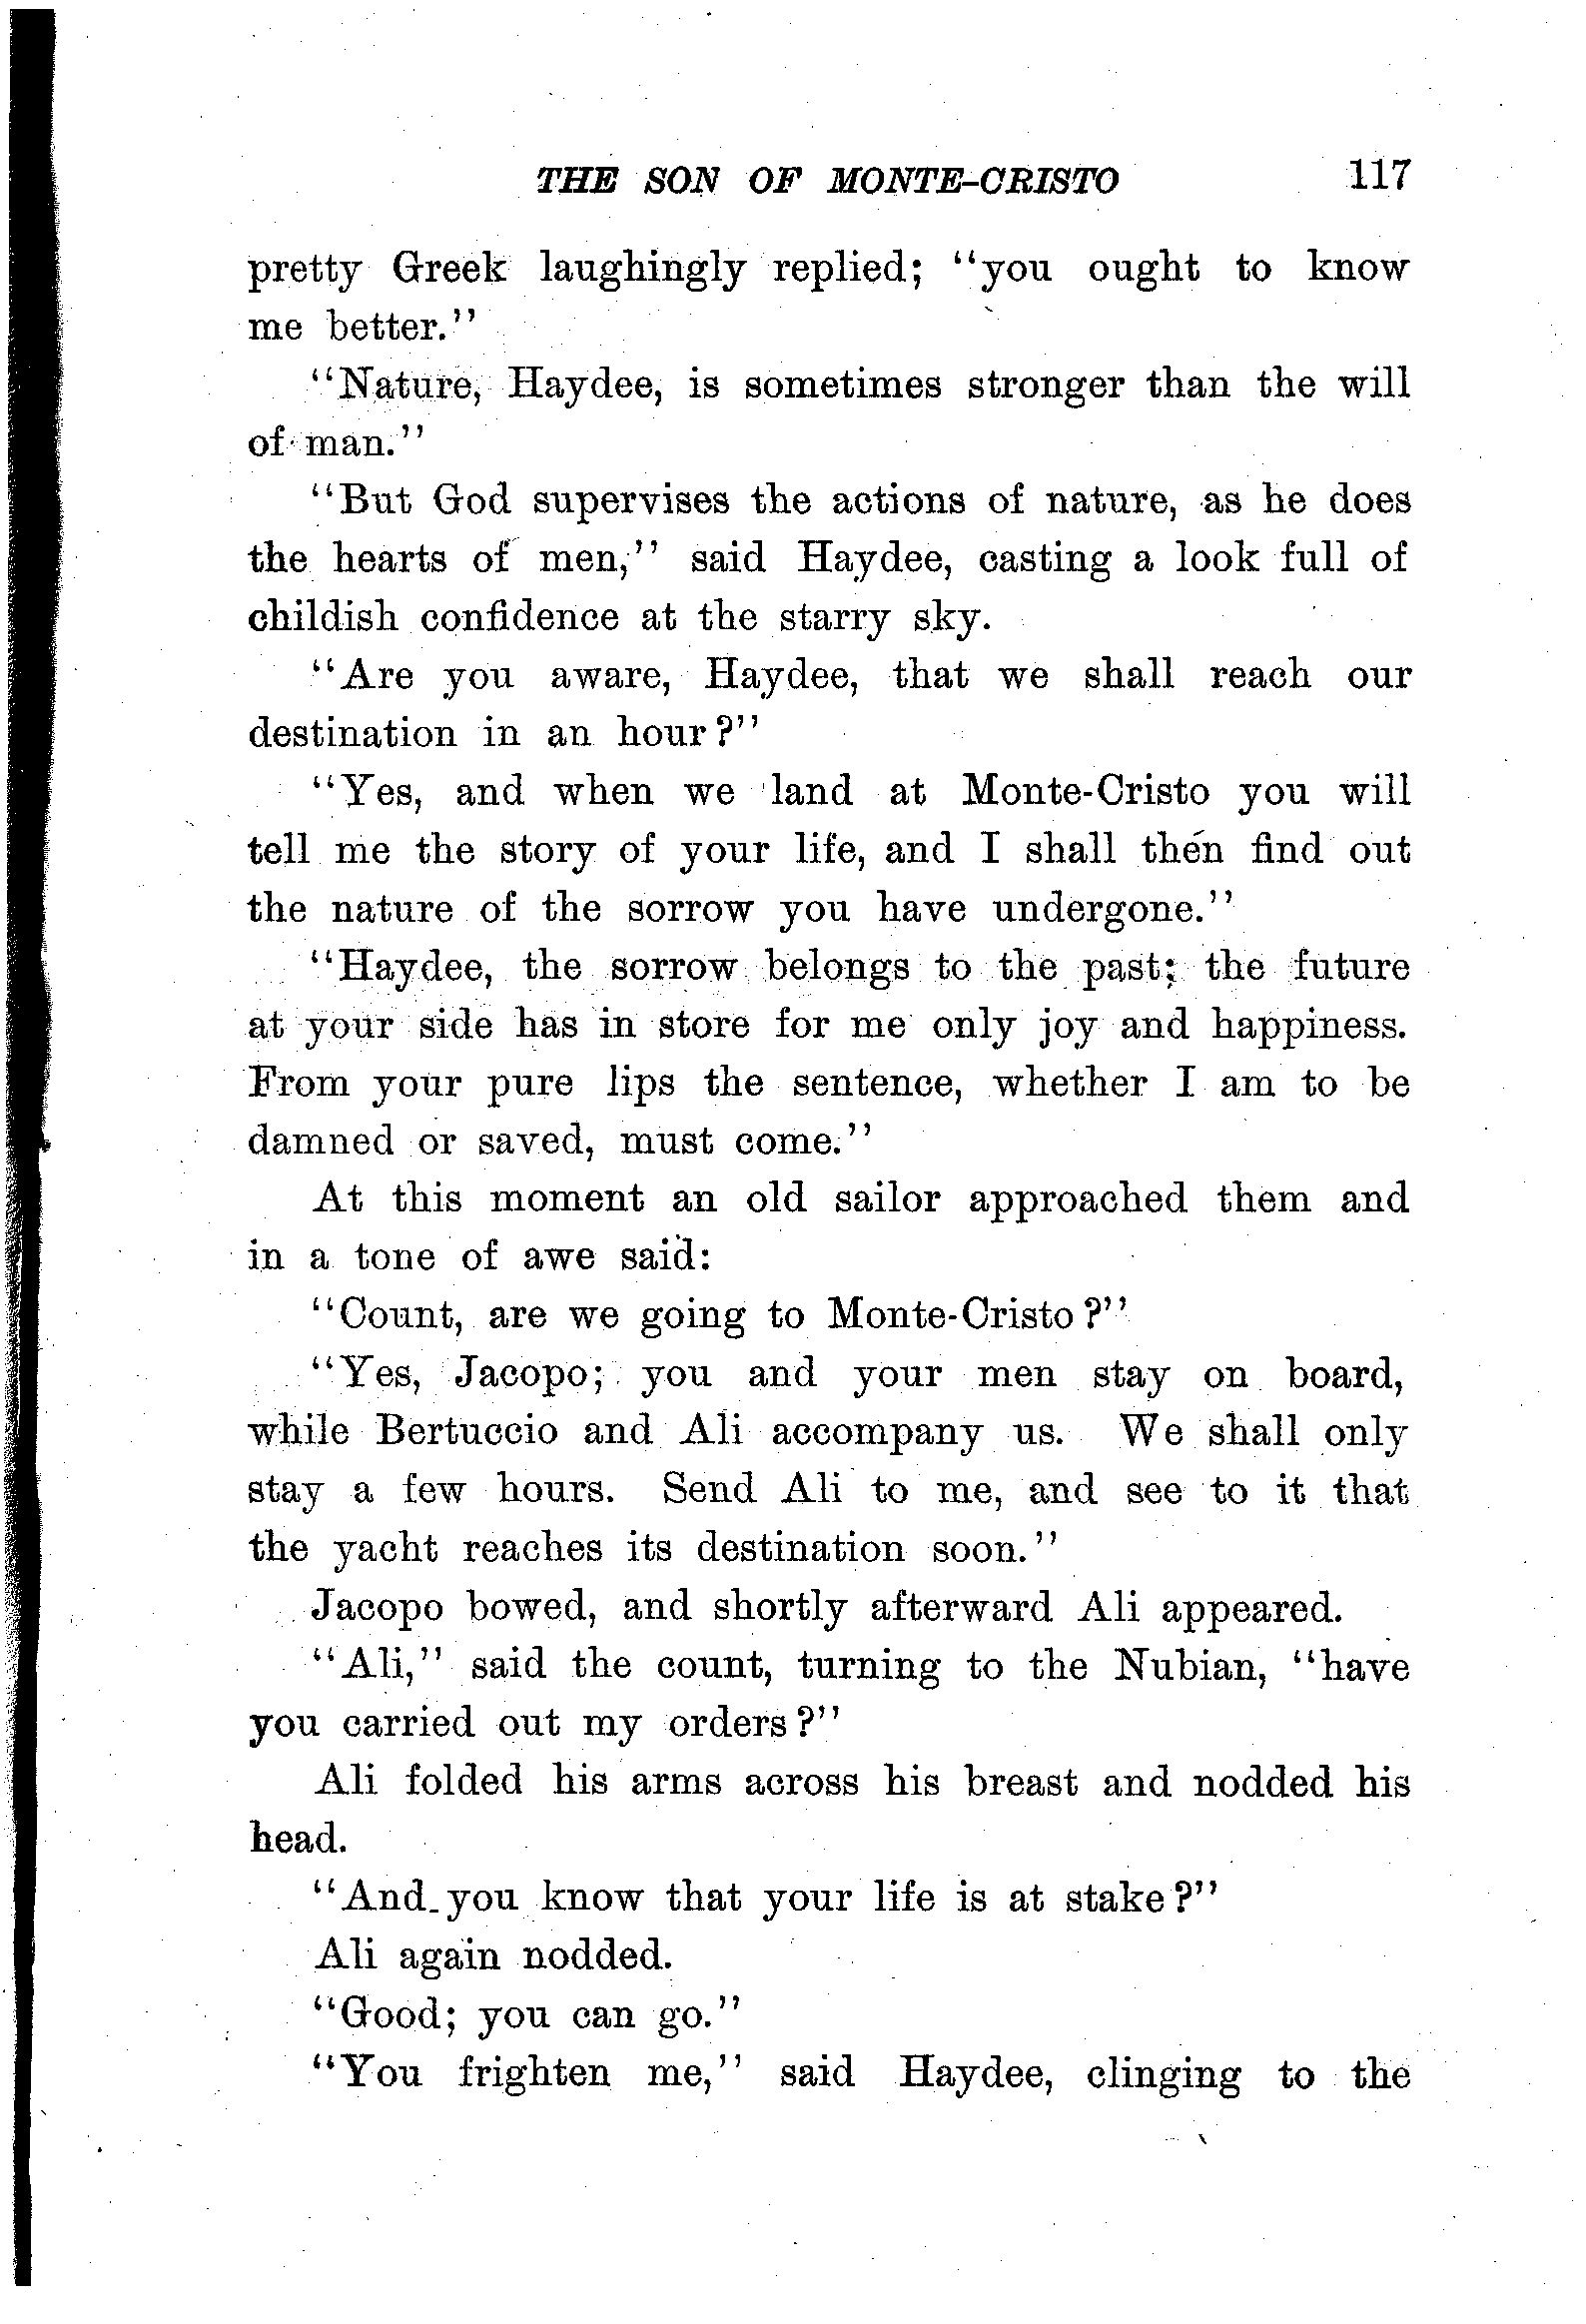 THE SON OF MONTE-CRISTO 117
pretty Greek laughingly replied; "you ought to know
me better."
"Nature, Haydee, is sometimes stronger than the will
of man."
"But God supervises the actions of nature, as he does
the hearts of men," said Haydee, casting a look full of
childish confidence at the starry sky.
"Are you aware, Haydee, that we shall reach our
destination in an hour?"
"Yes, and when we land at Monte-Cristo you will
tell me the story of your life, and I shall then find out
the nature of the sorrow you have undergone."
"Haydee, the sorrow belongs to the past; the future
at your side has in store for me only joy and happiness.
From your pure lips the sentence, whether I am to be
damned or saved, must come."
At this moment an old sailor approached them and
in a tone of awe said:
"Count, are we going to Monte-Cristo?"
"Yes, Jacopo; you and your men stay on board,
while Bertuccio and Ali accompany us. We shall only
stay a few hours. Send Ali to me, and see to it that
the yacht reaches its destination soon."
Jacopo bowed, and shortly afterward Ali appeared.
"Ali," said the count, turning to the Nubian, "have
you carried out my orders?"
Ali folded his arms across his breast and nodded his
head.
"And you know that your life is at stake?"
Ali again nodded.
"Good; you can go."
"You frighten me," said Haydee, clinging to the